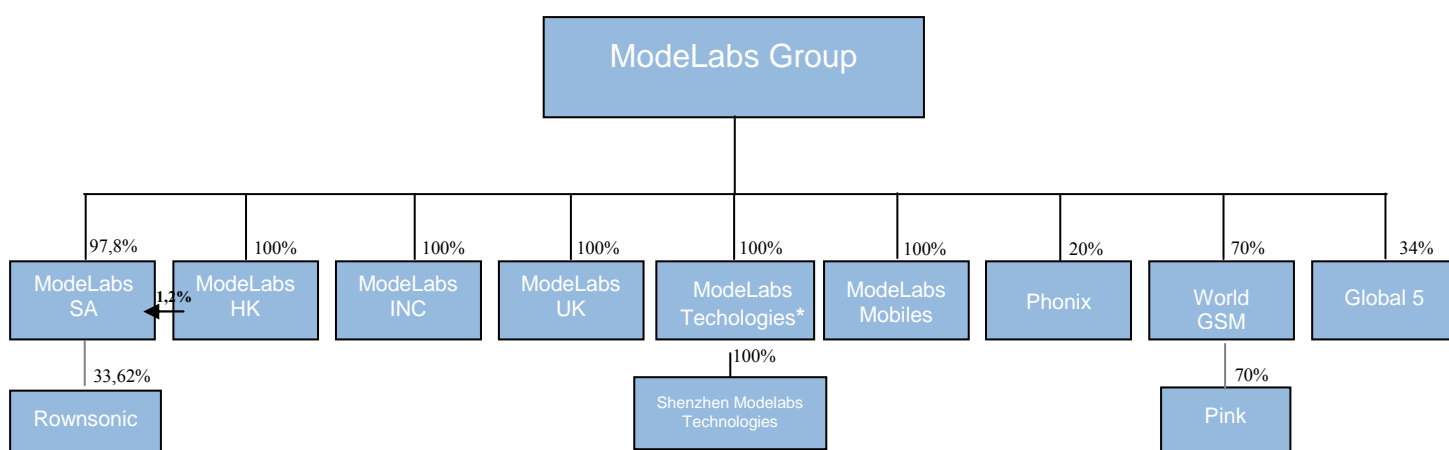 ModeLabs Group
97,8%
100%
100%
100%
100%
100%
20%
70%
34%
ModeLabs
SA
1,2%
ModeLabs
HK
ModeLabs
INC
ModeLabs
UK
ModeLabs
Techologies*
ModeLabs
Mobiles
Phonix
World
GSM
Global 5
33,62%
100%
70%
Rownsonic
Shenzhen Modelabs
Technologies
Pink